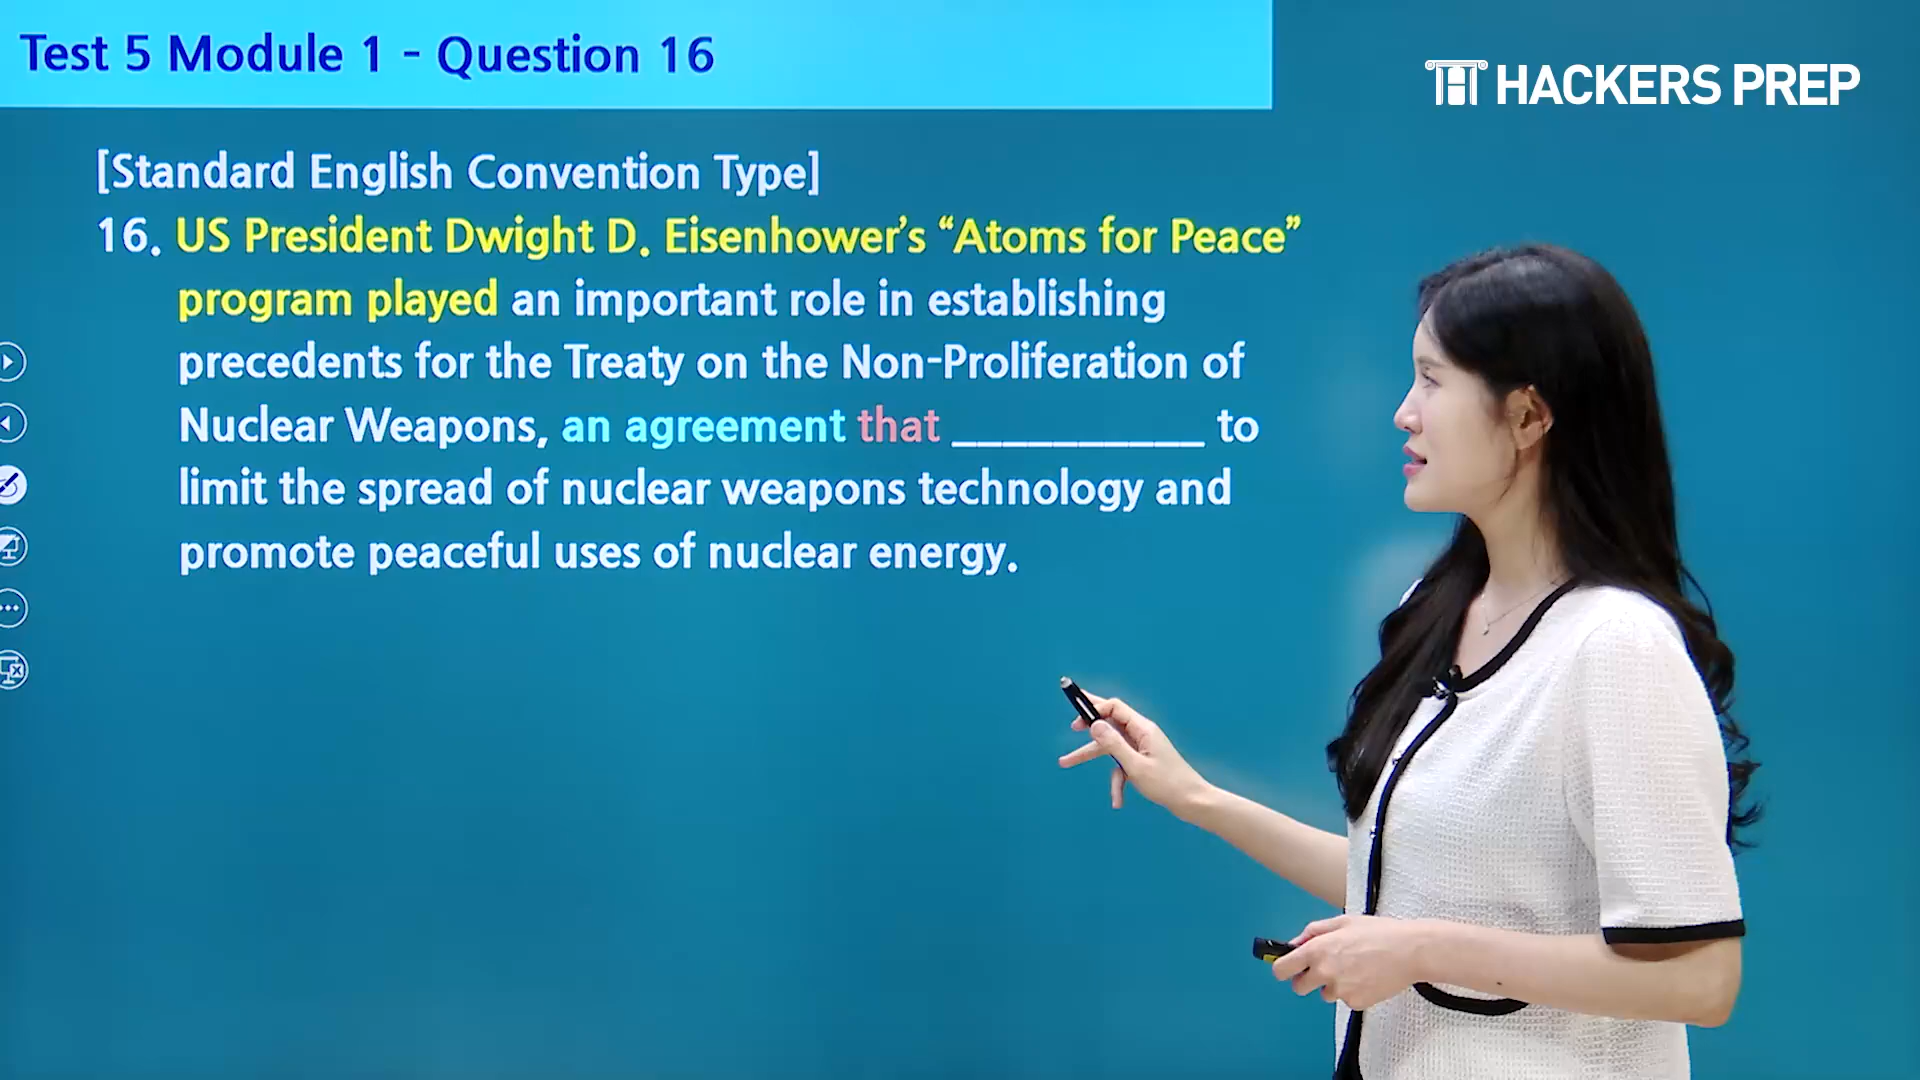 Test 5 Module 1 - Question 16
HACKERS PREP
[Standard English Convention Type]
16. US President Dwight D. Eisenhower’s “Atoms for Peace”
program played an important role in establishing
precedents for the Treaty on the Non-Proliferation of
Nuclear Weapons, an agreement that __________ to
limit the spread of nuclear weapons technology and
promote peaceful uses of nuclear energy.